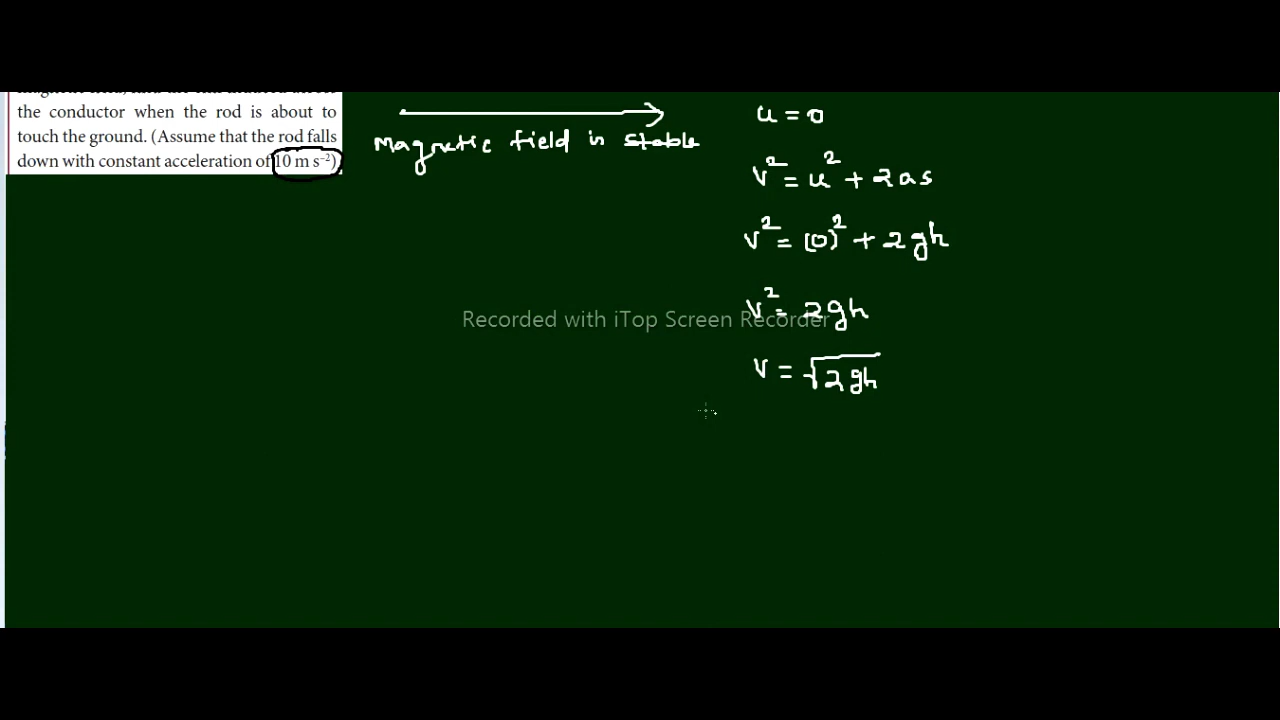 the conductor when the rod is about to
touch the ground. (Assume that the rod falls
down with constant acceleration of 10 m s⁻²)
magnetic field is stable
u = 0
v² = u² + 2as
v² = (0)² + 2gh
v² = 2gh
Recorded with iTop Screen Recorder
v = √2gh